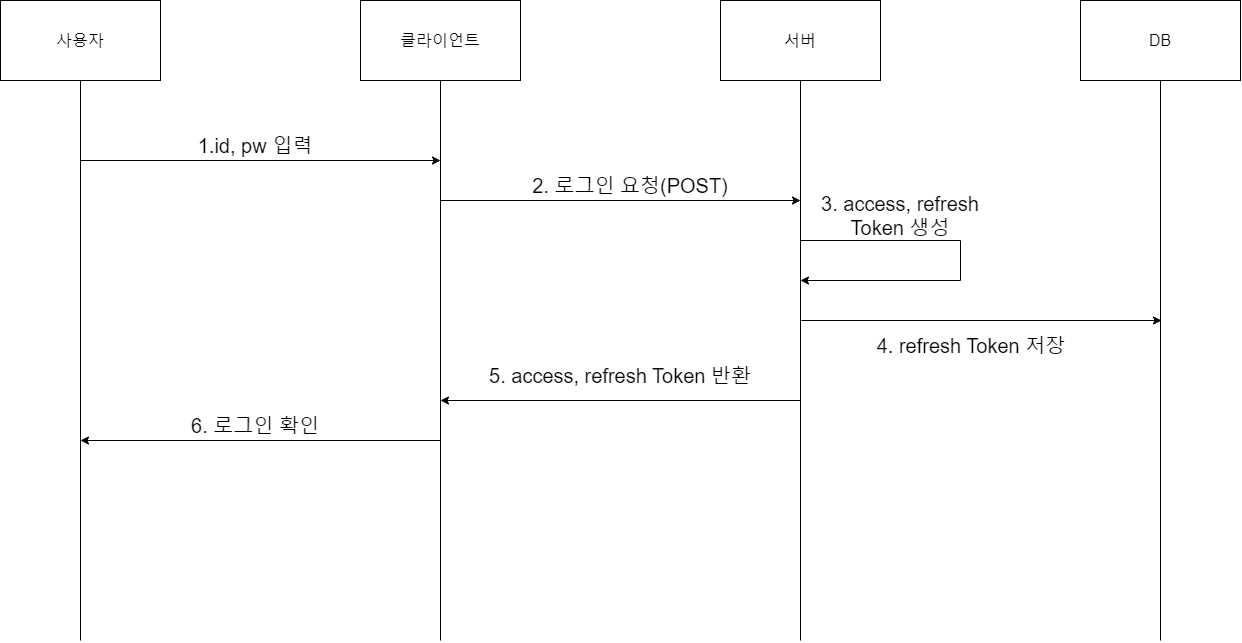 사용자
클라이언트
서버
DB
1.id, pw 입력
2. 로그인 요청(POST)
3. access, refresh
Token 생성
4. refresh Token 저장
5. access, refresh Token 반환
6. 로그인 확인